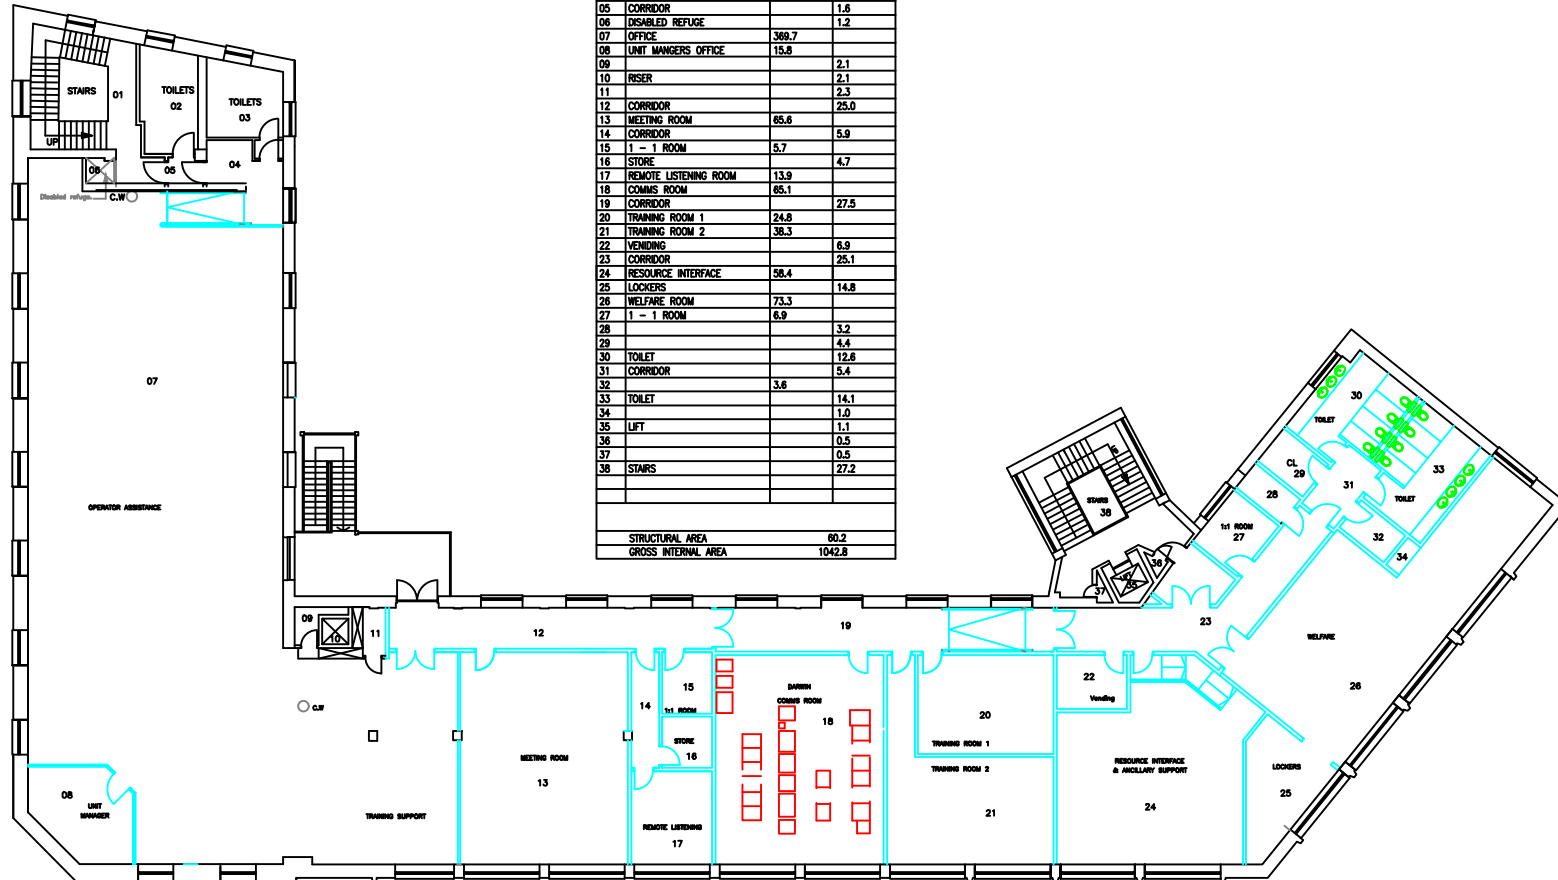 05 CORRIDOR 1.6
06 DISABLED REFUGE 1.2
07 OFFICE 369.7
08 UNIT MANGERS OFFICE 15.8
09 2.1
10 RISER 2.1
11 2.3
12 CORRIDOR 25.0
13 MEETING ROOM 65.6
14 CORRIDOR 5.9
15 1 - 1 ROOM 5.7
16 STORE 4.7
17 REMOTE LISTENING ROOM 13.9
18 COMMS ROOM 65.1
19 CORRIDOR 27.5
20 TRAINING ROOM 1 24.8
21 TRAINING ROOM 2 38.3
22 VENIDING 6.9
23 CORRIDOR 25.1
24 RESOURCE INTERFACE 58.4
25 LOCKERS 14.8
26 WELFARE ROOM 73.3
27 1 - 1 ROOM 6.9
28 3.2
29 4.4
30 TOILET 12.6
31 CORRIDOR 5.4
32 3.6
33 TOILET 14.1
34 1.0
35 LIFT 1.1
36 0.5
37 0.5
38 STAIRS 27.2
STRUCTURAL AREA 60.2
GROSS INTERNAL AREA 1042.8
STAIRS
01
TOILETS
02
TOILETS
03
UP
04
05
06
Disabled refuge
C.W
07
OPERATOR ASSISTANCE
08
UNIT
MANAGER
09
10
11
12
C.W
TRAINING SUPPORT
MEETING ROOM
13
14
15
1:1 ROOM
STORE
16
REMOTE LISTENING
17
DARWIN
COMMS ROOM
18
19
20
TRAINING ROOM 1
TRAINING ROOM 2
21
22
Vending
23
RESOURCE INTERFACE
& ANCILLARY SUPPORT
24
LOCKERS
25
WELFARE
26
1:1 ROOM
27
28
CL
29
30
TOILET
31
32
33
TOILET
34
LIFT
35
36
37
STAIRS
38
UP